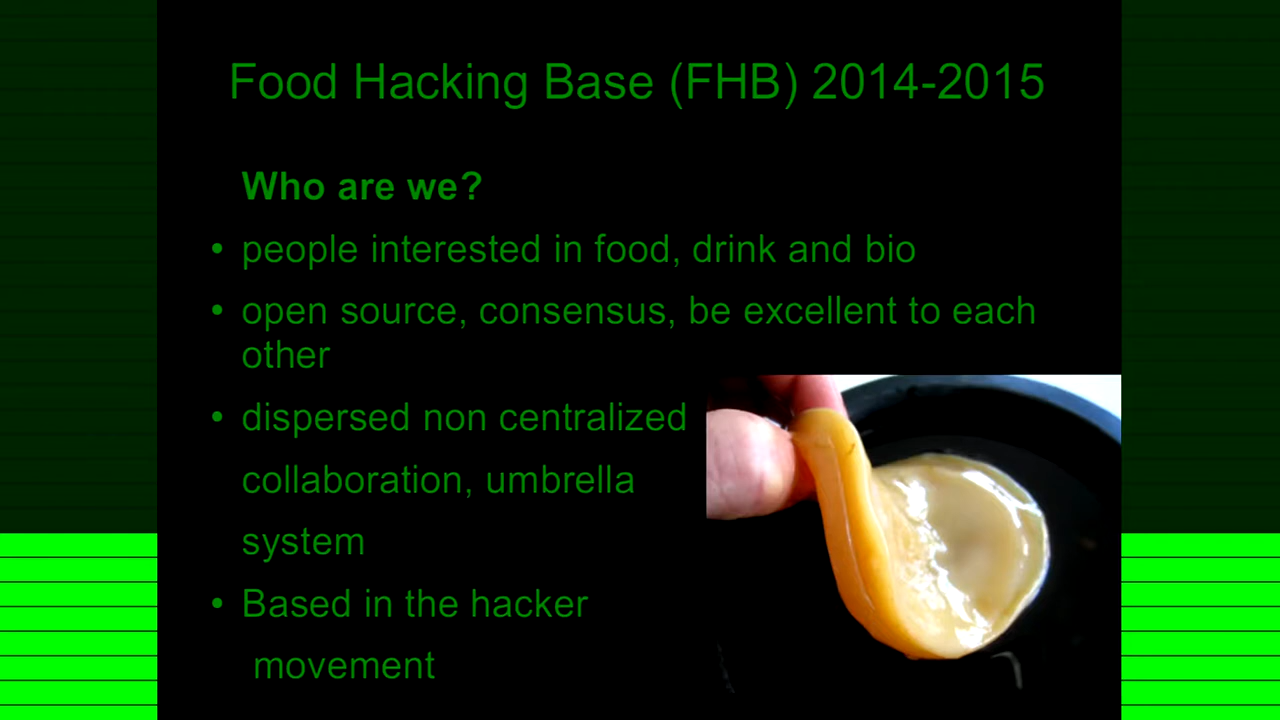 Food Hacking Base (FHB) 2014-2015
Who are we?
• people interested in food, drink and bio
• open source, consensus, be excellent to each
other
• dispersed non centralized
collaboration, umbrella
system
• Based in the hacker
movement